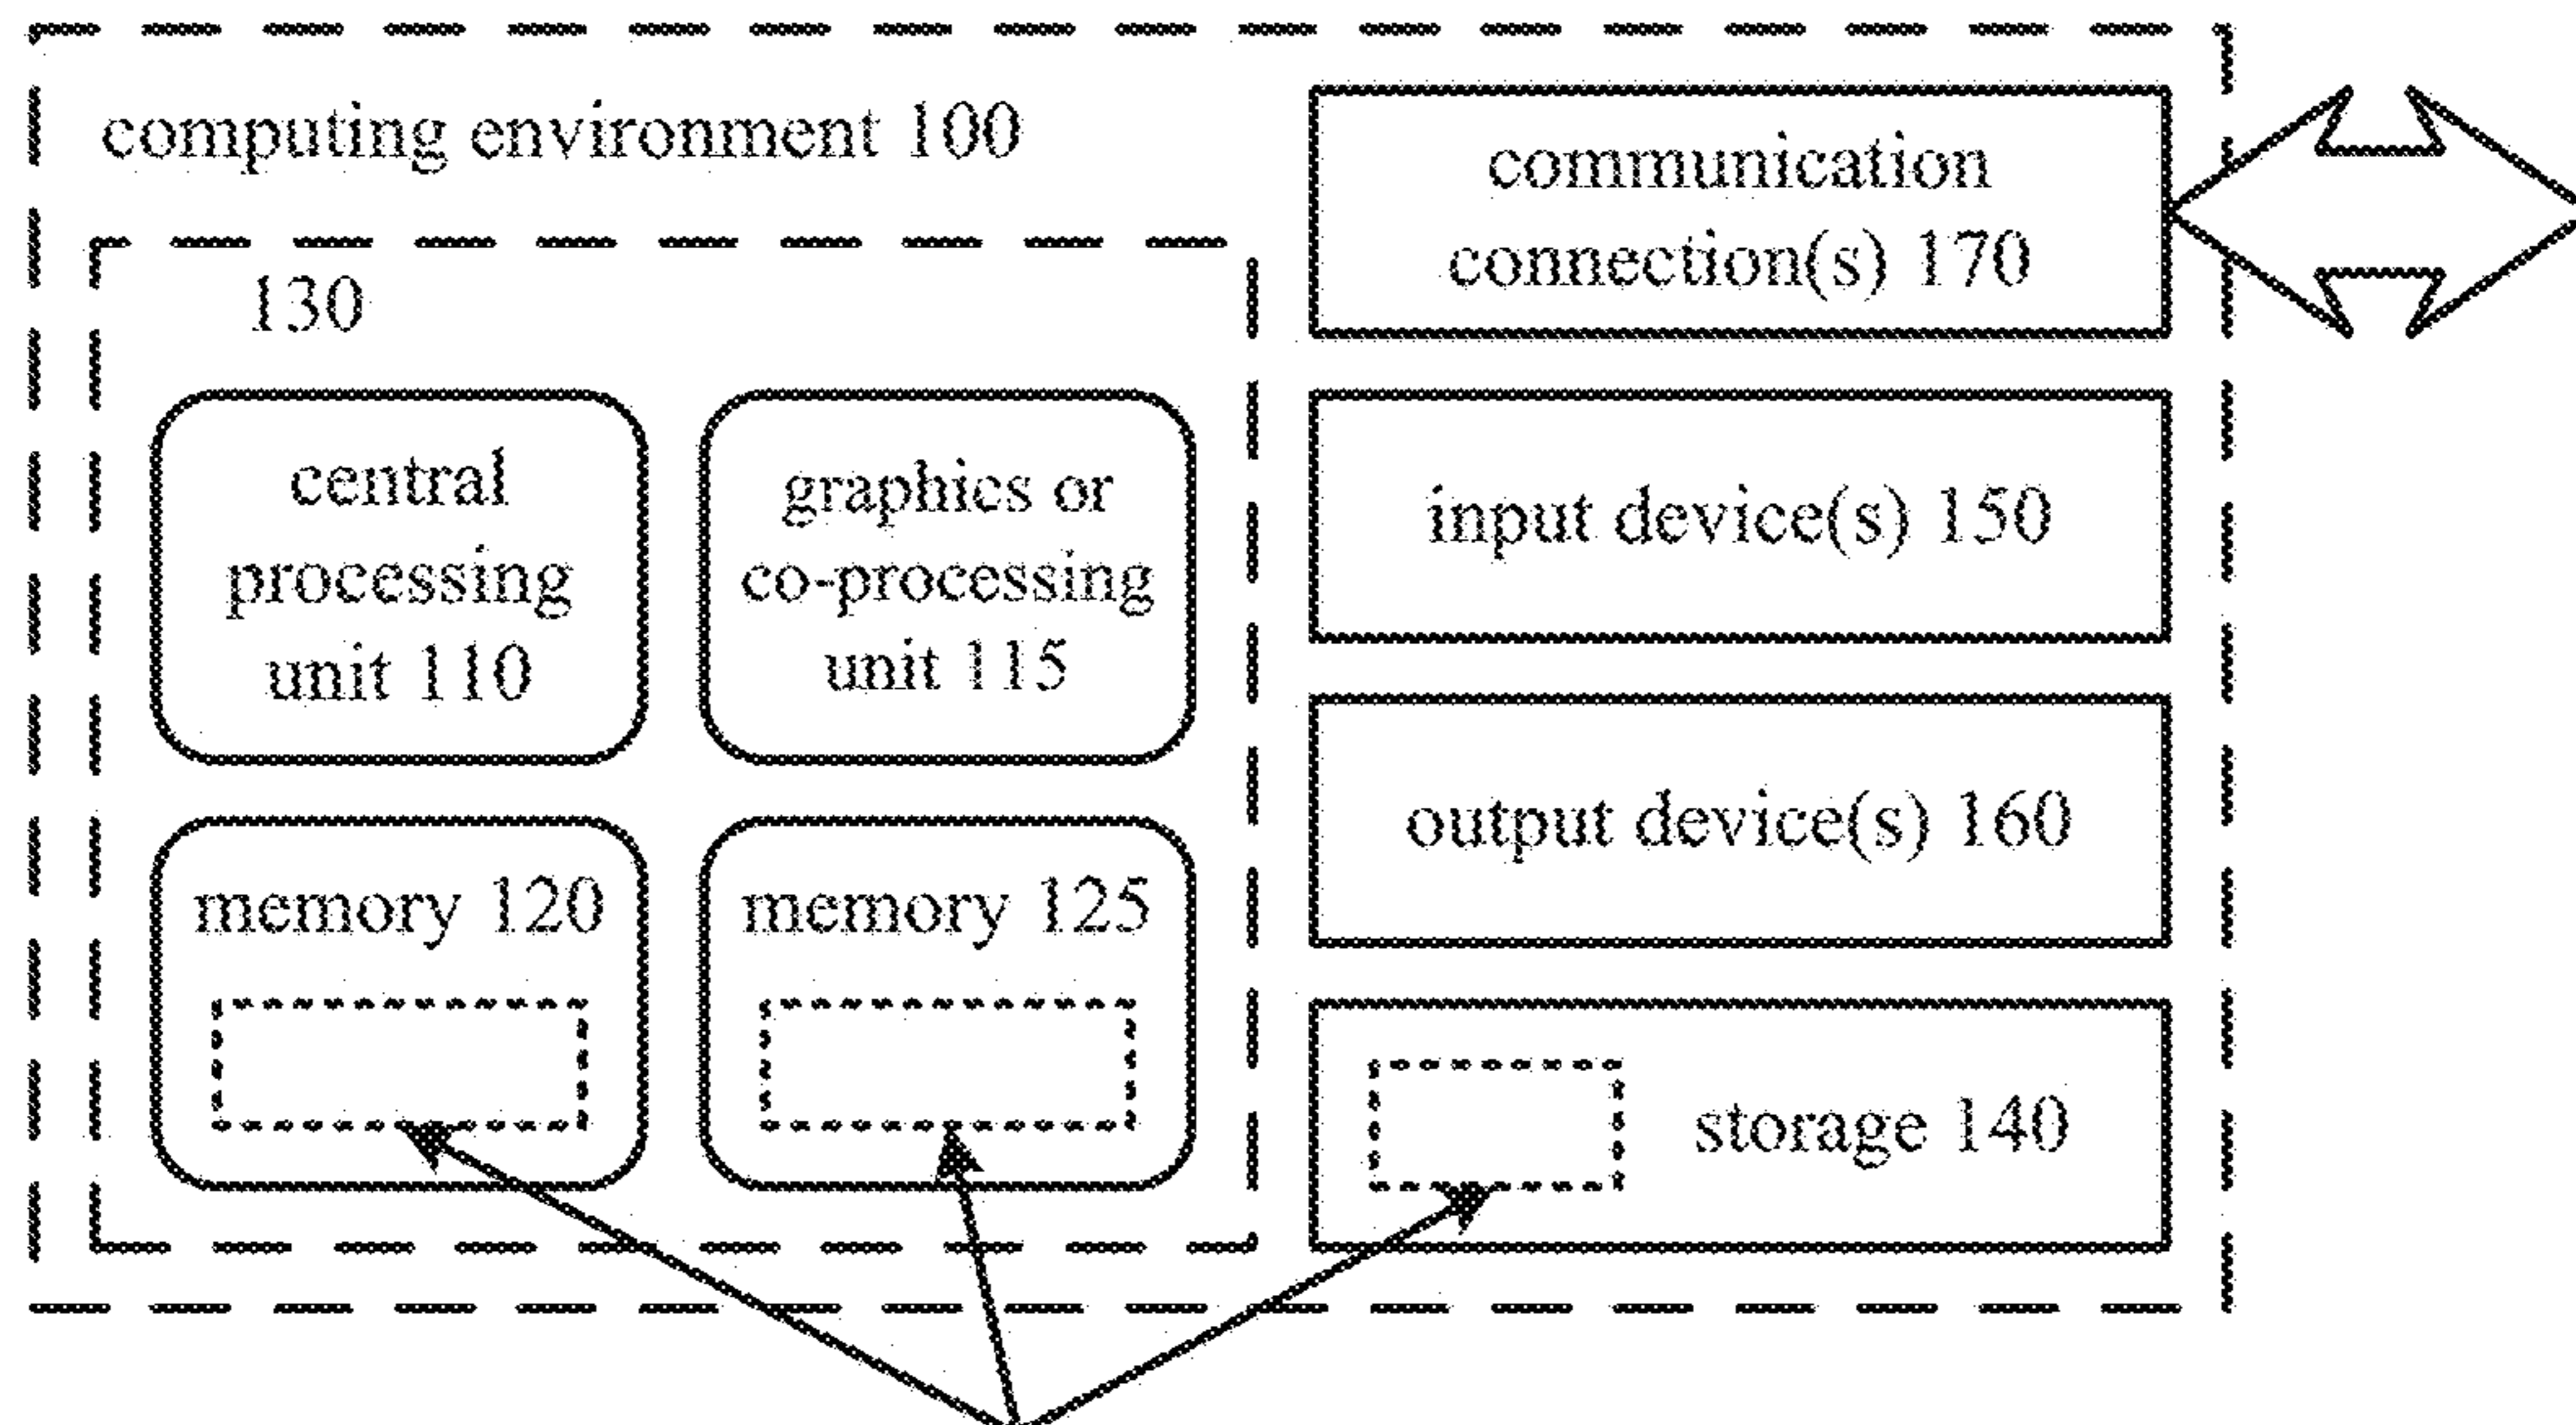 computing environment 100
130
central
processing
unit 110
graphics or
co-processing
unit 115
memory 120
memory 125
communication
connection(s) 170
input device(s) 150
output device(s) 160
storage 140